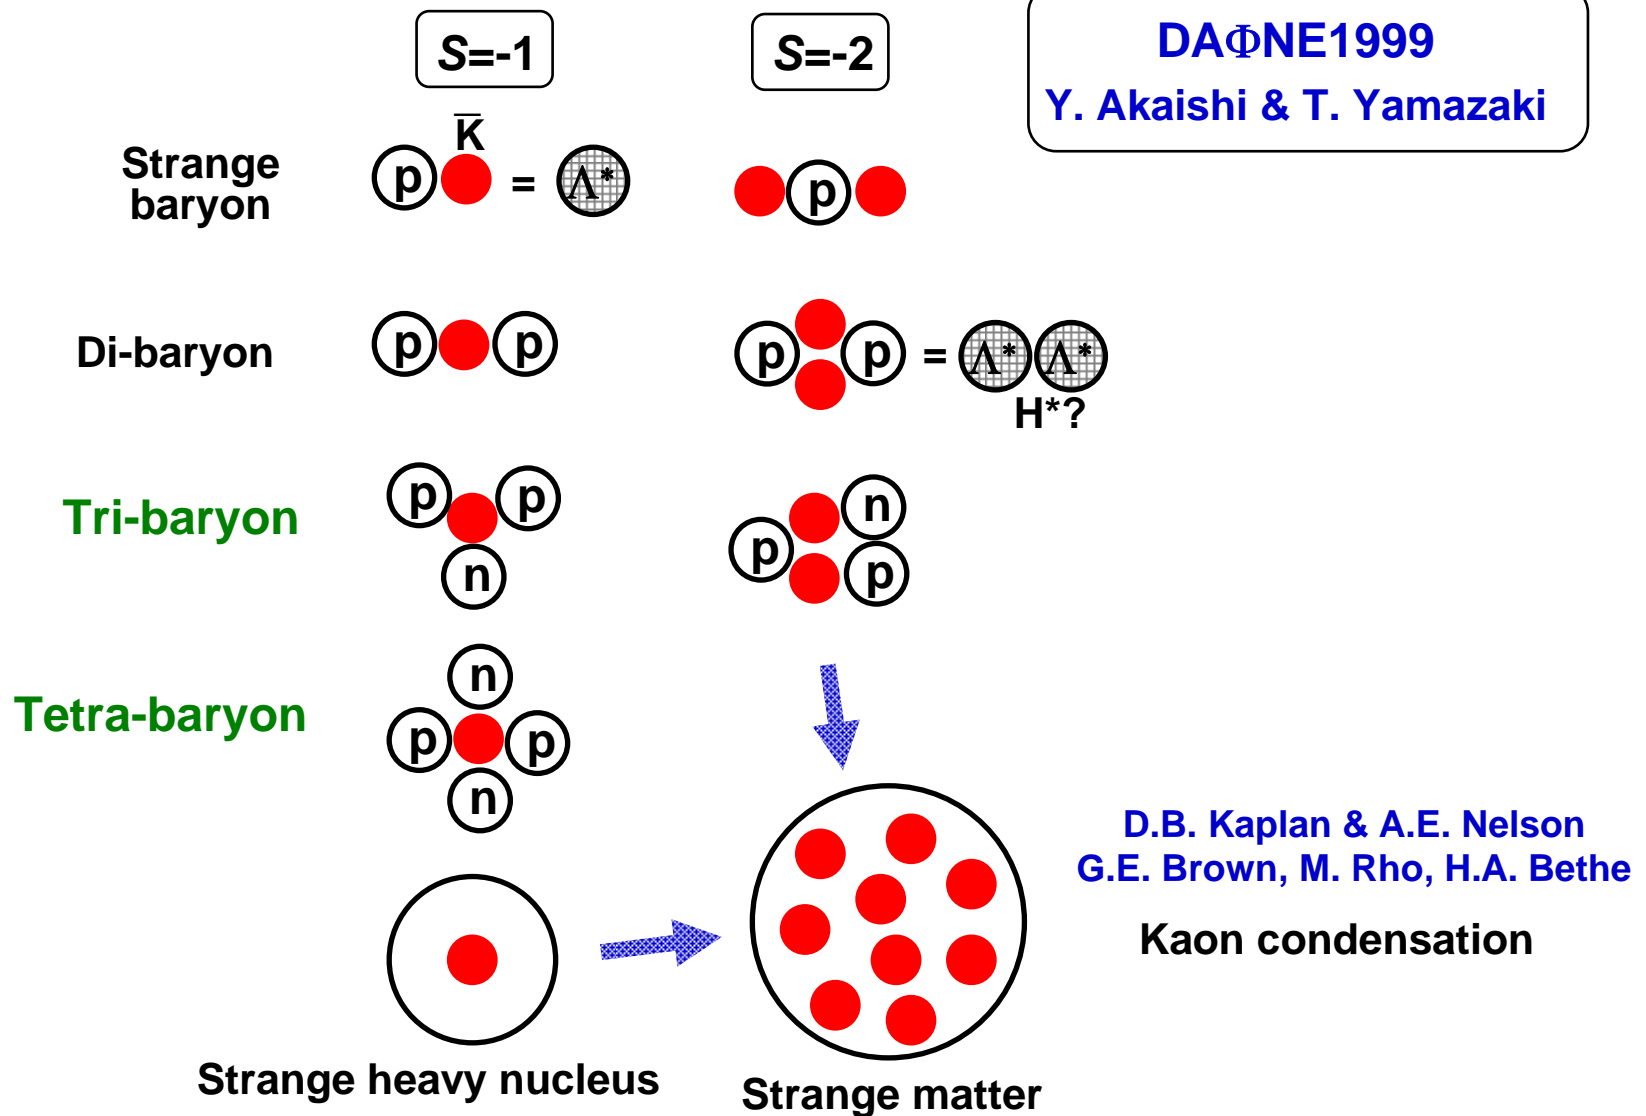 S=-1
S=-2
DAΦNE1999
Y. Akaishi & T. Yamazaki
Strange
baryon
K̅
p = Λ*
p
Di-baryon
p p
p p = Λ* Λ*
H*?
Tri-baryon
p p
n
n
p
p
Tetra-baryon
n
p p
n
D.B. Kaplan & A.E. Nelson
G.E. Brown, M. Rho, H.A. Bethe
Kaon condensation
Strange heavy nucleus
Strange matter